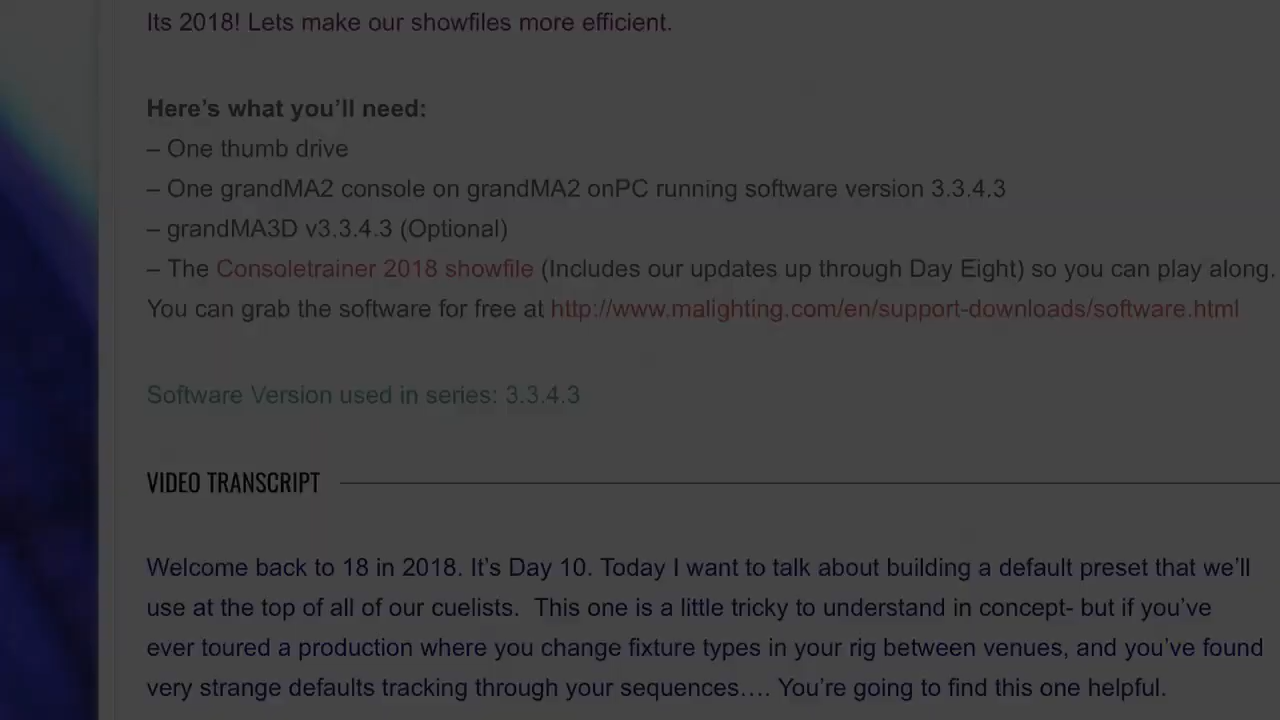 Its 2018! Lets make our showfiles more efficient.
Here’s what you’ll need:
– One thumb drive
– One grandMA2 console on grandMA2 onPC running software version 3.3.4.3
– grandMA3D v3.3.4.3 (Optional)
– The Consoletrainer 2018 showfile (Includes our updates up through Day Eight) so you can play along.
You can grab the software for free at http://www.malighting.com/en/support-downloads/software.html
Software Version used in series: 3.3.4.3
VIDEO TRANSCRIPT
Welcome back to 18 in 2018. It’s Day 10. Today I want to talk about building a default preset that we’ll
use at the top of all of our cuelists.  This one is a little tricky to understand in concept- but if you’ve
ever toured a production where you change fixture types in your rig between venues, and you’ve found
very strange defaults tracking through your sequences…. You’re going to find this one helpful.